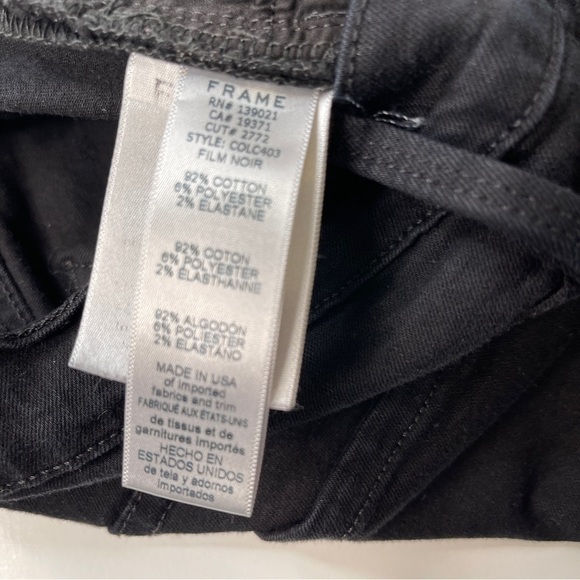 FRAME
RN# 139021
CA# 19371
CUT# 2772
STYLE: COLC403
FILM NOIR
92% COTTON
6% POLYESTER
2% ELASTANE
92% COTON
6% POLYESTER
2% ELASTHANNE
92% ALGODÓN
6% POLIESTER
2% ELASTANO
MADE IN USA
of imported
fabrics and trim
FABRIQUÉ AUX ÉTATS-UNIS
de tissus et de
garnitures importés
HECHO EN
ESTADOS UNIDOS
de tela y adornos
importados